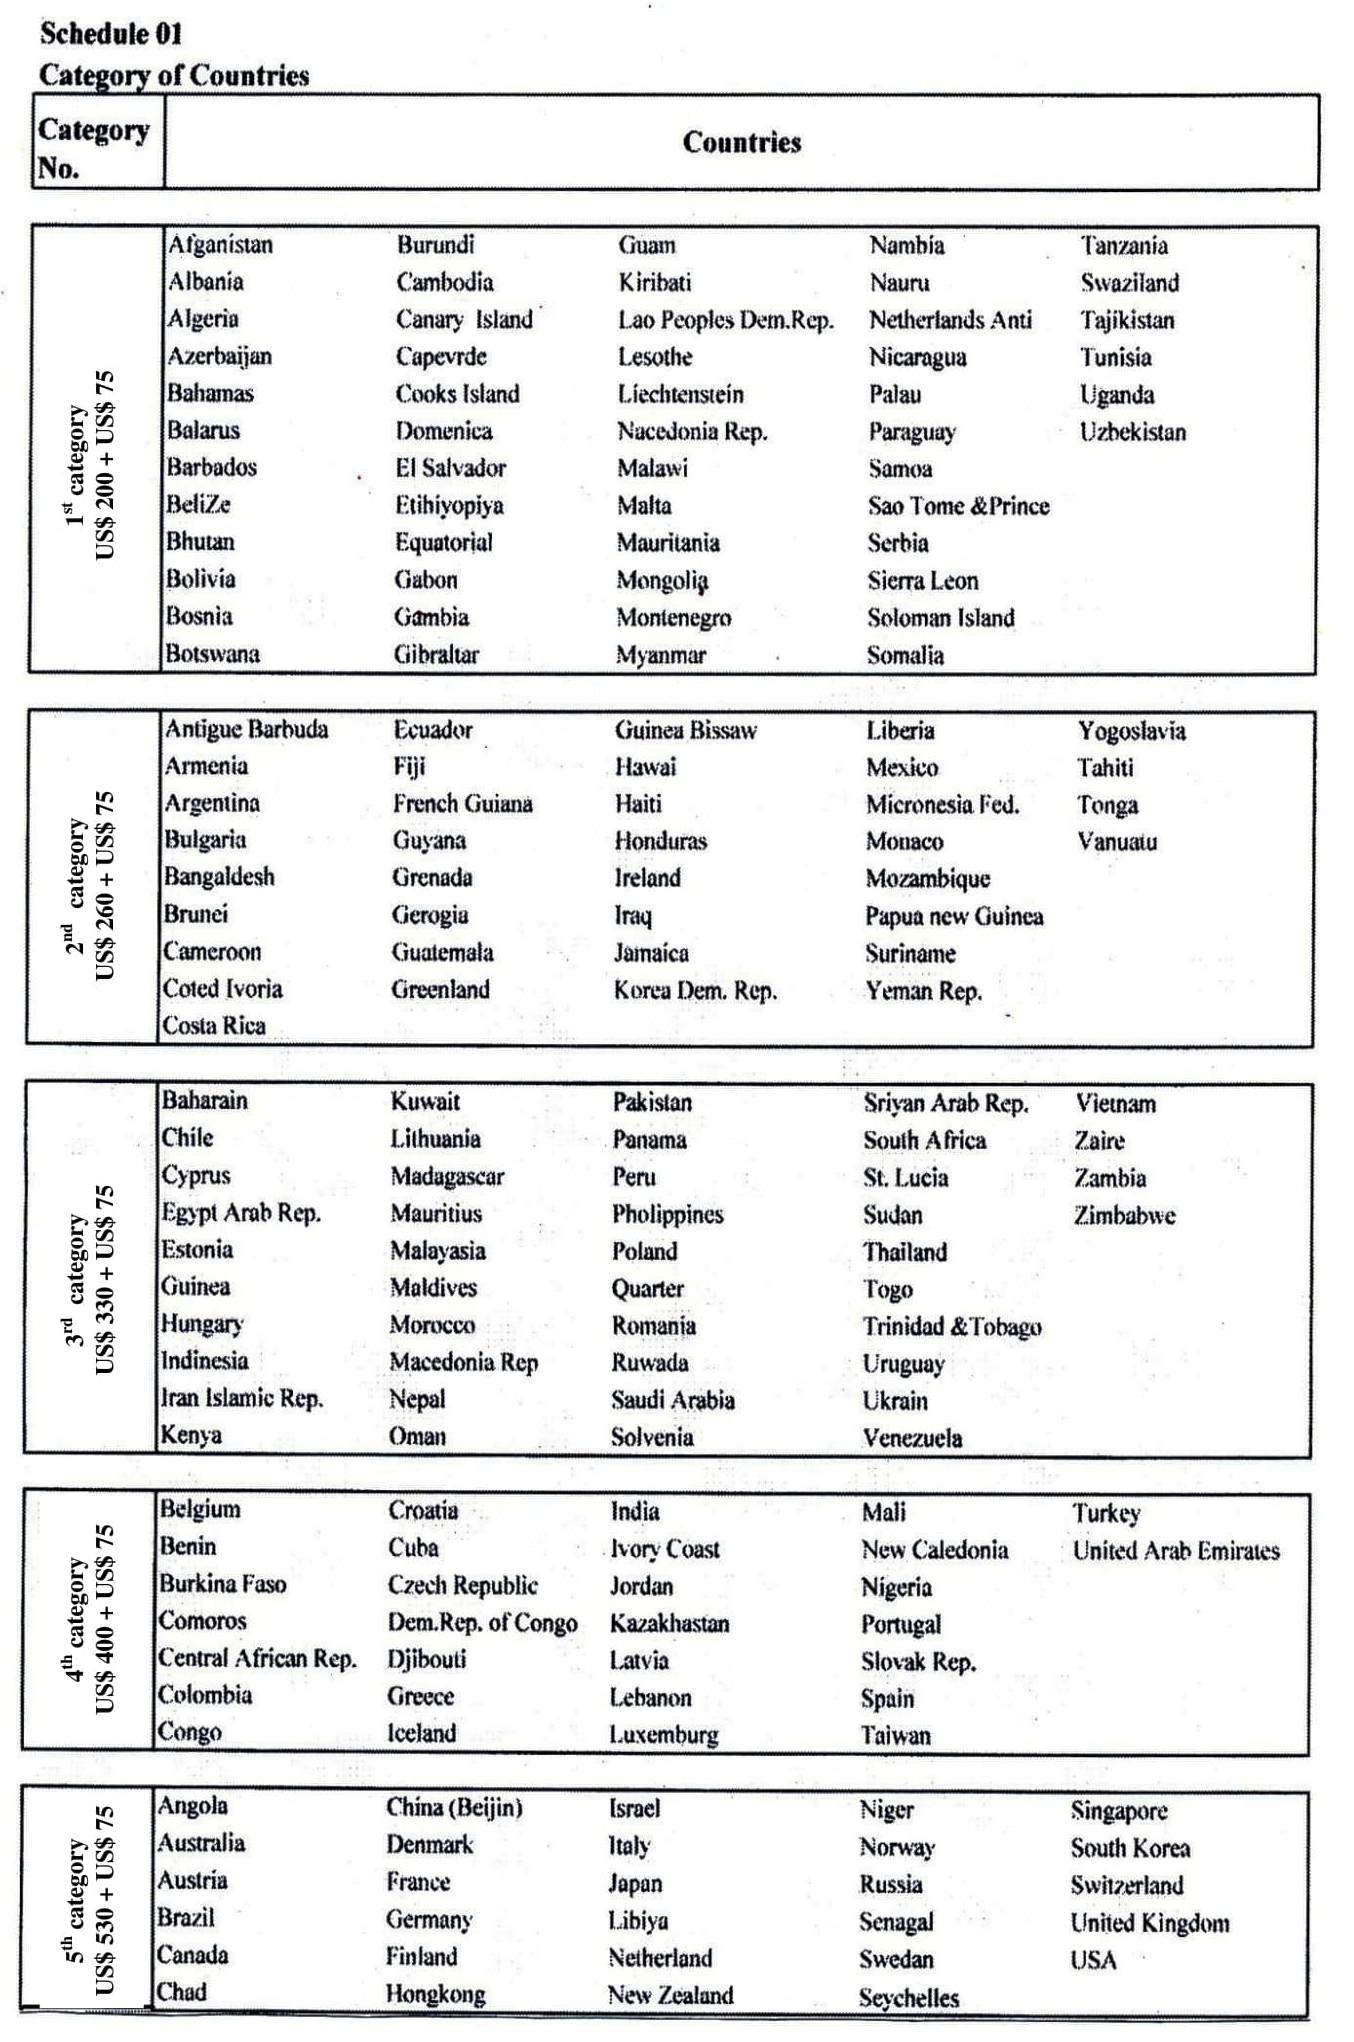 Schedule 01
Category of Countries
Category No. Countries
1st category
US$ 200 + US$ 75
Afganistan Burundi Guam Nambia Tanzania
Albania Cambodia Kiribati Nauru Swaziland
Algeria Canary Island Lao Peoples Dem.Rep. Netherlands Anti Tajikistan
Azerbaijan Capevrde Lesothe Nicaragua Tunisia
Bahamas Cooks Island Liechtenstein Palau Uganda
Balarus Domenica Nacedonia Rep. Paraguay Uzbekistan
Barbados El Salvador Malawi Samoa
BeliZe Etihiyopiya Malta Sao Tome &Prince
Bhutan Equatorial Mauritania Serbia
Bolivia Gabon Mongolia Sierra Leon
Bosnia Gambia Montenegro Soloman Island
Botswana Gibraltar Myanmar Somalia
2nd category
US$ 260 + US$ 75
Antigue Barbuda Ecuador Guinea Bissaw Liberia Yogoslavia
Armenia Fiji Hawai Mexico Tahiti
Argentina French Guiana Haiti Micronesia Fed. Tonga
Bulgaria Guyana Honduras Monaco Vanuatu
Bangaldesh Grenada Ireland Mozambique
Brunei Gerogia Iraq Papua new Guinea
Cameroon Guatemala Jamaica Suriname
Coted Ivoria Greenland Korea Dem. Rep. Yeman Rep.
Costa Rica
3rd category
US$ 330 + US$ 75
Baharain Kuwait Pakistan Sriyan Arab Rep. Vietnam
Chile Lithuania Panama South Africa Zaire
Cyprus Madagascar Peru St. Lucia Zambia
Egypt Arab Rep. Mauritius Pholippines Sudan Zimbabwe
Estonia Malayasia Poland Thailand
Guinea Maldives Quarter Togo
Hungary Morocco Romania Trinidad &Tobago
Indinesia Macedonia Rep Ruwada Uruguay
Iran Islamic Rep. Nepal Saudi Arabia Ukrain
Kenya Oman Solvenia Venezuela
4th category
US$ 400 + US$ 75
Belgium Croatia India Mali Turkey
Benin Cuba Ivory Coast New Caledonia United Arab Emirates
Burkina Faso Czech Republic Jordan Nigeria
Comoros Dem.Rep. of Congo Kazakhastan Portugal
Central African Rep. Djibouti Latvia Slovak Rep.
Colombia Greece Lebanon Spain
Congo Iceland Luxemburg Taiwan
5th category
US$ 530 + US$ 75
Angola China (Beijin) Israel Niger Singapore
Australia Denmark Italy Norway South Korea
Austria France Japan Russia Switzerland
Brazil Germany Libiya Senagal United Kingdom
Canada Finland Netherland Swedan USA
Chad Hongkong New Zealand Seychelles